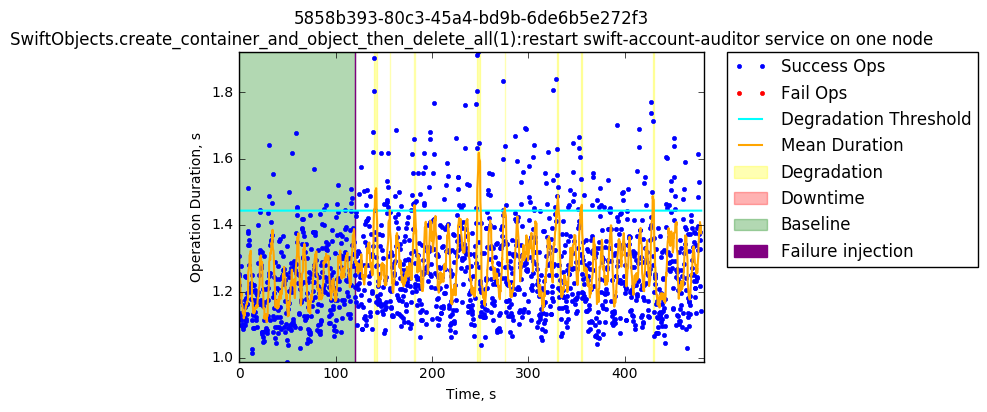 5858b393-80c3-45a4-bd9b-6de6b5e272f3
SwiftObjects.create_container_and_object_then_delete_all(1):restart swift-account-auditor service on one node
1.8
1.6
1.4
1.2
1.0
Operation Duration, s
0 100 200 300 400
Time, s
Success Ops
Fail Ops
Degradation Threshold
Mean Duration
Degradation
Downtime
Baseline
Failure injection